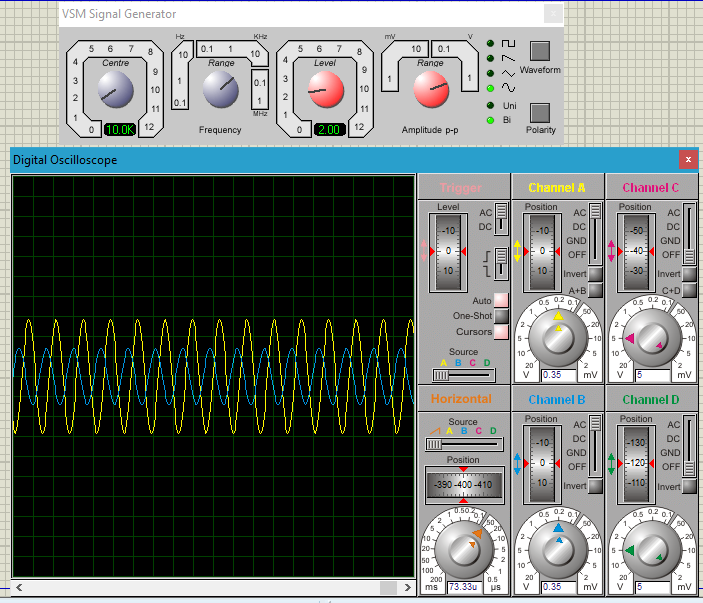 VSM Signal Generator
x
Hz KHz mV V
5 6 7 8 4 3 2 1 0 9 10 11 12
Centre
10.0K
10 0.1 1 10 1 0.1 0.1 1 MHz
Range
Frequency
5 6 7 8 4 3 2 1 0 9 10 11 12
Level
2.00
10 100 0.1 1 1 10
Range
Amplitude p-p
Waveform
Uni
Bi
Polarity
Digital Oscilloscope
x
Trigger
Level
-10
0
10
AC
DC
Auto
One-Shot
Cursors
Source
A B C D
Channel A
Position
-10
0
10
AC
DC
GND
OFF
Invert
A+B
0.5 0.2 0.1
1 50
2 20
5 10
10 5
20 2
V 0.35 mV
Channel C
Position
-50
-40
-30
AC
DC
GND
OFF
Invert
C+D
0.5 0.2 0.1
1 50
2 20
5 10
10 5
20 2
V 5 mV
Horizontal
Source
A B C D
Position
-390 -400 -410
1 0.5 0.2 0.1
2 50
5 20
10 10
20 5
50 2
100 1
200 0.5
ms 73.33u µs
Channel B
Position
-10
0
10
AC
DC
GND
OFF
Invert
0.5 0.2 0.1
1 50
2 20
5 10
10 5
20 2
V 0.35 mV
Channel D
Position
-130
-120
-110
AC
DC
GND
OFF
Invert
0.5 0.2 0.1
1 50
2 20
5 10
10 5
20 2
V 5 mV